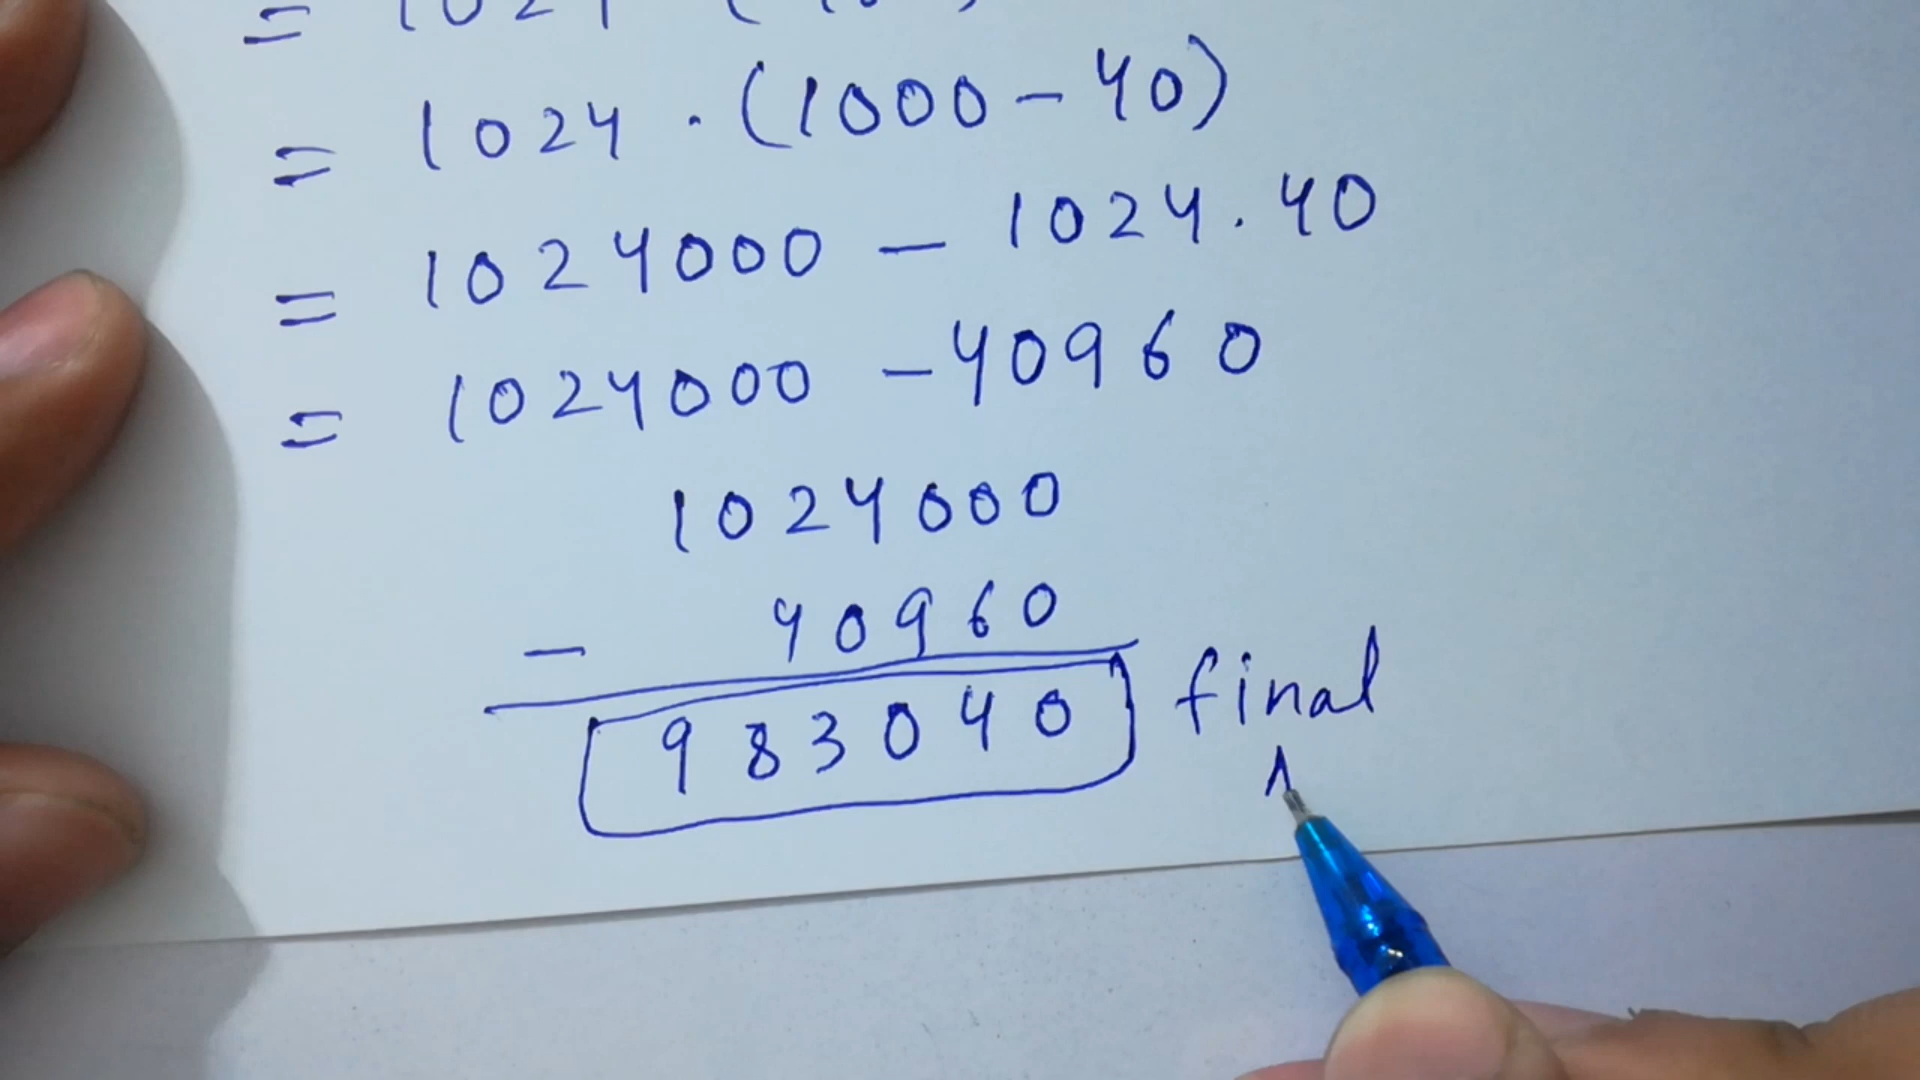 = 1024 · (1000 - 40)
= 1024000 - 1024 . 40
= 1024000 - 40960
1024000
- 40960
983040 final